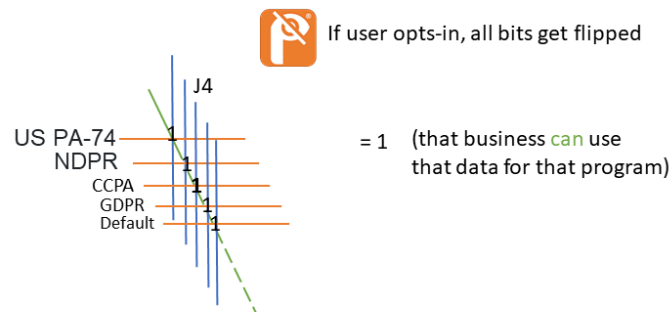 If user opts-in, all bits get flipped
J4
US PA-74
1
= 1 (that business can use
that data for that program)
NDPR
1
CCPA
1
GDPR
1
Default
1